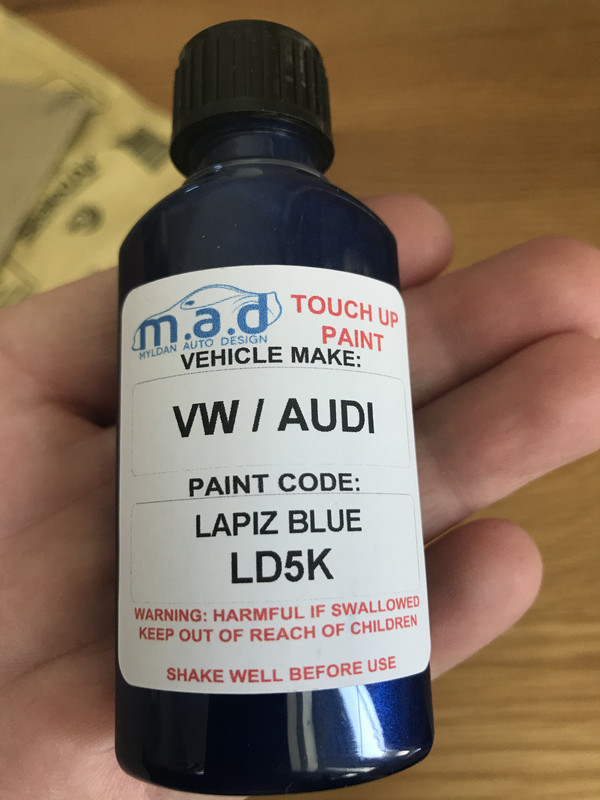 m.a.d
MYLDAN AUTO DESIGN
TOUCH UP
PAINT
VEHICLE MAKE:
VW / AUDI
PAINT CODE:
LAPIZ BLUE
LD5K
WARNING: HARMFUL IF SWALLOWED
KEEP OUT OF REACH OF CHILDREN
SHAKE WELL BEFORE USE